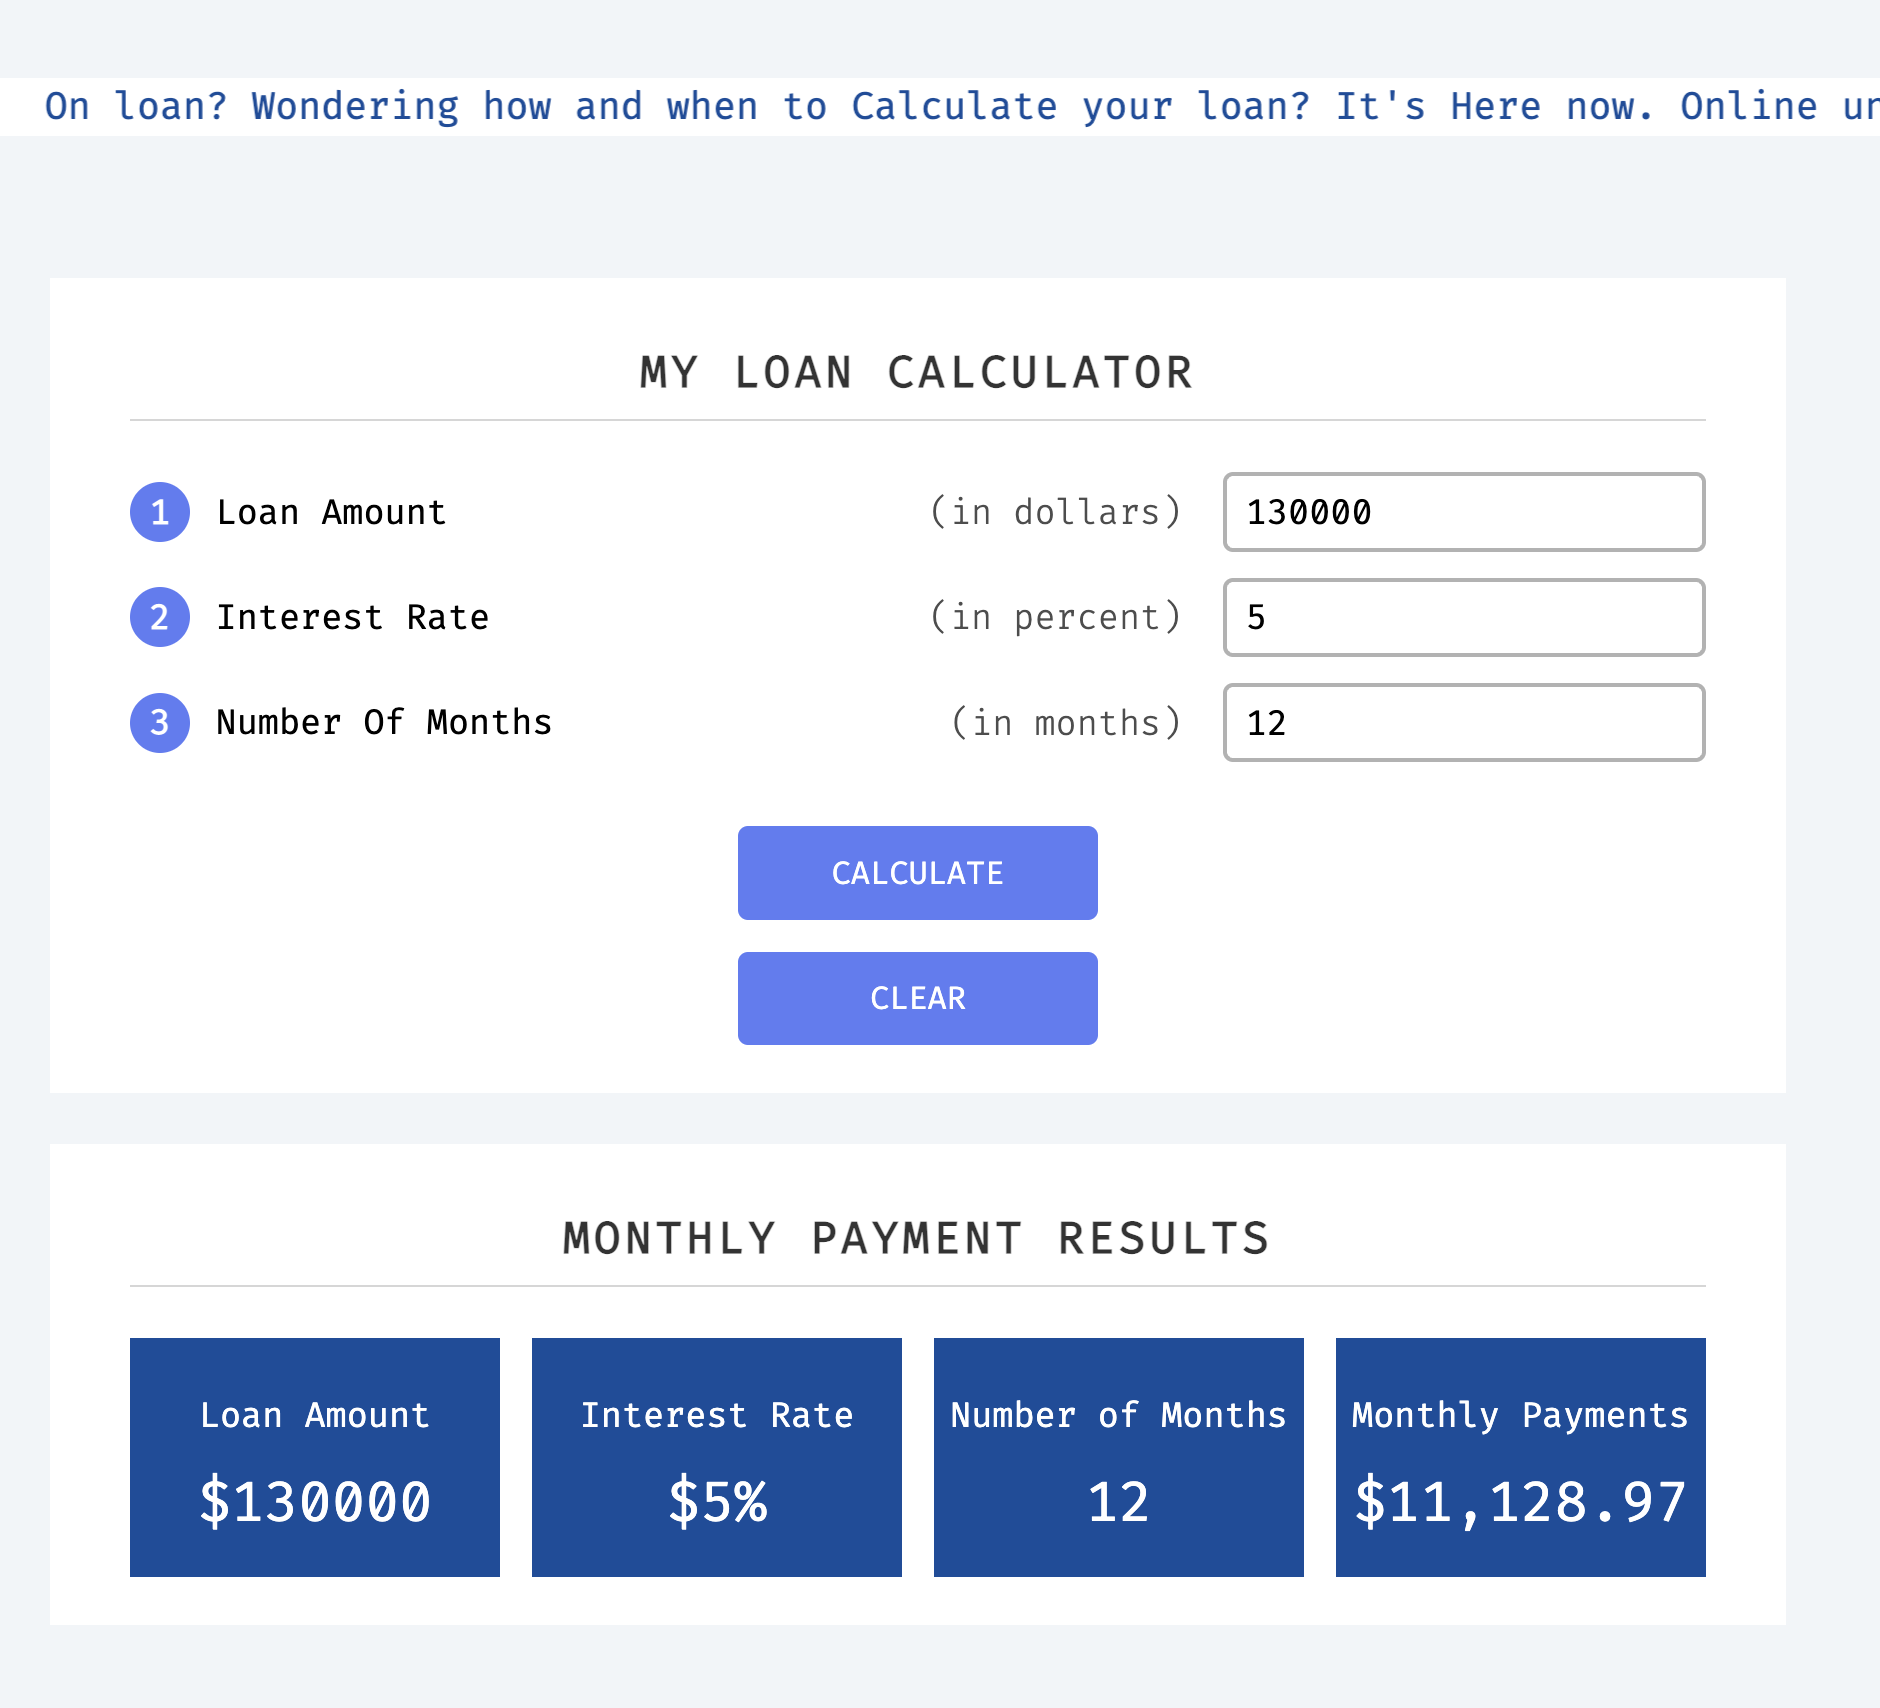 On loan? Wondering how and when to Calculate your loan? It's Here now. Online
MY LOAN CALCULATOR
1 Loan Amount (in dollars) 130000
2 Interest Rate (in percent) 5
3 Number Of Months (in months) 12
CALCULATE
CLEAR
MONTHLY PAYMENT RESULTS
Loan Amount Interest Rate Number of Months Monthly Payments
$130000 $5% 12 $11,128.97